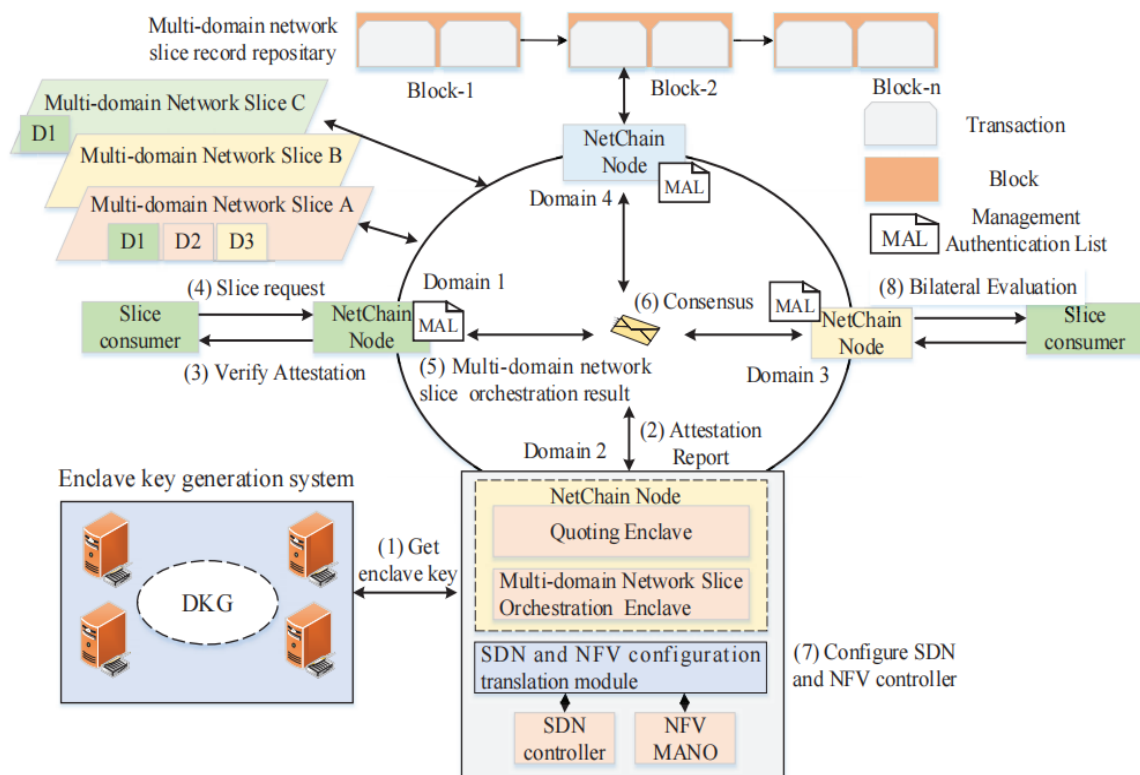 Multi-domain network
slice record repositary
Block-1
Block-2
Block-n
Multi-domain Network Slice C
D1
Multi-domain Network Slice B
Multi-domain Network Slice A
D1
D2
D3
NetChain
Node
MAL
Domain 4
Transaction
Block
MAL
Management
Authentication List
(4) Slice request
Domain 1
Slice
consumer
NetChain
Node
MAL
(3) Verify Attestation
(6) Consensus
(5) Multi-domain network
slice orchestration result
MAL
NetChain
Node
Domain 3
(8) Bilateral Evaluation
Slice
consumer
Domain 2
(2) Attestation
Report
Enclave key generation system
DKG
(1) Get
enclave key
NetChain Node
Quoting Enclave
Multi-domain Network Slice
Orchestration Enclave
SDN and NFV configuration
translation module
SDN
controller
NFV
MANO
(7) Configure SDN
and NFV controller